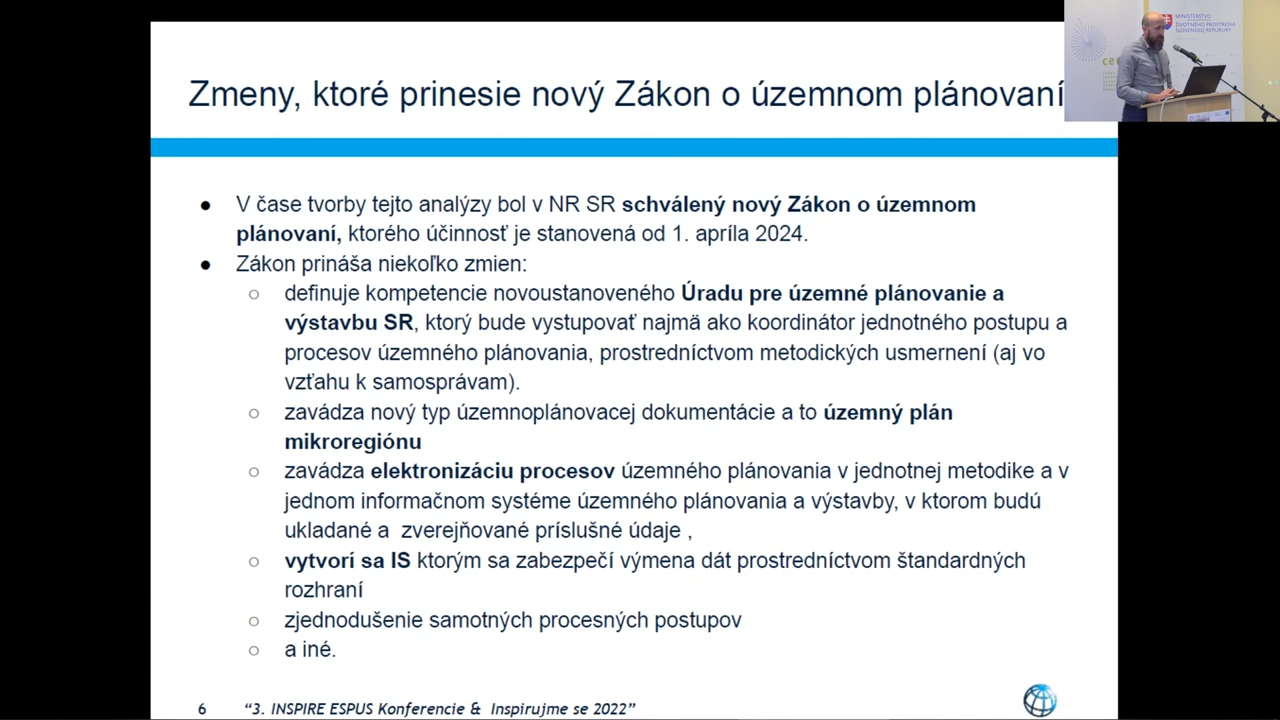 Zmeny, ktoré prinesie nový Zákon o územnom plánovaní
MINISTERSTVO
ŽIVOTNÉHO PROSTREDIA
SLOVENSKEJ REPUBLIKY
● V čase tvorby tejto analýzy bol v NR SR schválený nový Zákon o územnom
plánovaní, ktorého účinnosť je stanovená od 1. apríla 2024.
● Zákon prináša niekoľko zmien:
○ definuje kompetencie novoustanoveného Úradu pre územné plánovanie a
výstavbu SR, ktorý bude vystupovať najmä ako koordinátor jednotného postupu a
procesov územného plánovania, prostredníctvom metodických usmernení (aj vo
vzťahu k samosprávam).
○ zavádza nový typ územnoplánovacej dokumentácie a to územný plán
mikroregiónu
○ zavádza elektronizáciu procesov územného plánovania v jednotnej metodike a v
jednom informačnom systéme územného plánovania a výstavby, v ktorom budú
ukladané a  zverejňované príslušné údaje ,
○ vytvorí sa IS ktorým sa zabezpečí výmena dát prostredníctvom štandardných
rozhraní
○ zjednodušenie samotných procesných postupov
○ a iné.
6 “3. INSPIRE ESPUS Konferencie &  Inspirujme se 2022”